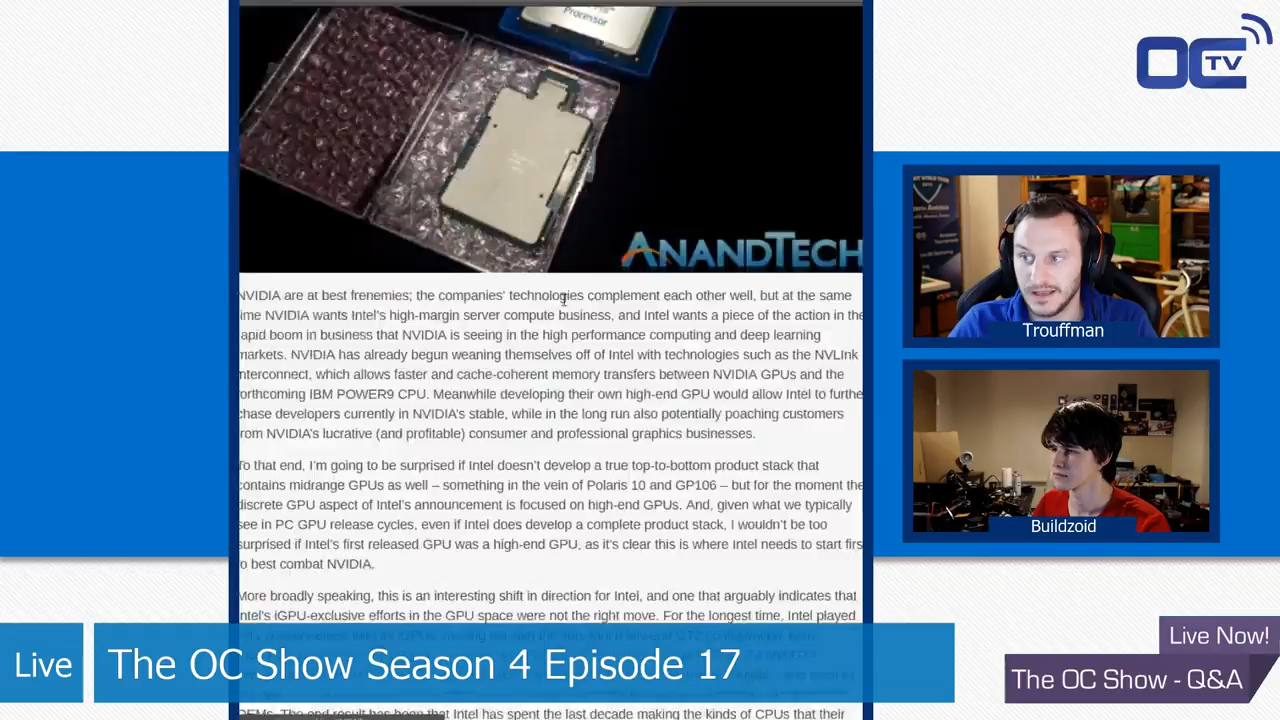 Processor
OC TV
ANANDTECH
NVIDIA are at best frenemies; the companies' technologies complement each other well, but at the same
ime NVIDIA wants Intel's high-margin server compute business, and Intel wants a piece of the action in the
apid boom in business that NVIDIA is seeing in the high performance computing and deep learning
markets. NVIDIA has already begun weaning themselves off of Intel with technologies such as the NVLInk
nterconnect, which allows faster and cache-coherent memory transfers between NVIDIA GPUs and the
orthcoming IBM POWER9 CPU. Meanwhile developing their own high-end GPU would allow Intel to furthe
chase developers currently in NVIDIA's stable, while in the long run also potentially poaching customers
rom NVIDIA's lucrative (and profitable) consumer and professional graphics businesses.
To that end, I'm going to be surprised if Intel doesn't develop a true top-to-bottom product stack that
contains midrange GPUs as well – something in the vein of Polaris 10 and GP106 – but for the moment the
discrete GPU aspect of Intel's announcement is focused on high-end GPUs. And, given what we typically
see in PC GPU release cycles, even if Intel does develop a complete product stack, I wouldn't be too
surprised if Intel's first released GPU was a high-end GPU, as it's clear this is where Intel needs to start firs
o best combat NVIDIA.
More broadly speaking, this is an interesting shift in direction for Intel, and one that arguably indicates that
ntel's iGPU-exclusive efforts in the GPU space were not the right move. For the longest time, Intel played
OEMs. The end result has been that Intel has spent the last decade making the kinds of CPUs that their
Trouffman
Buildzoid
Live
The OC Show Season 4 Episode 17
Live Now!
The OC Show - Q&A